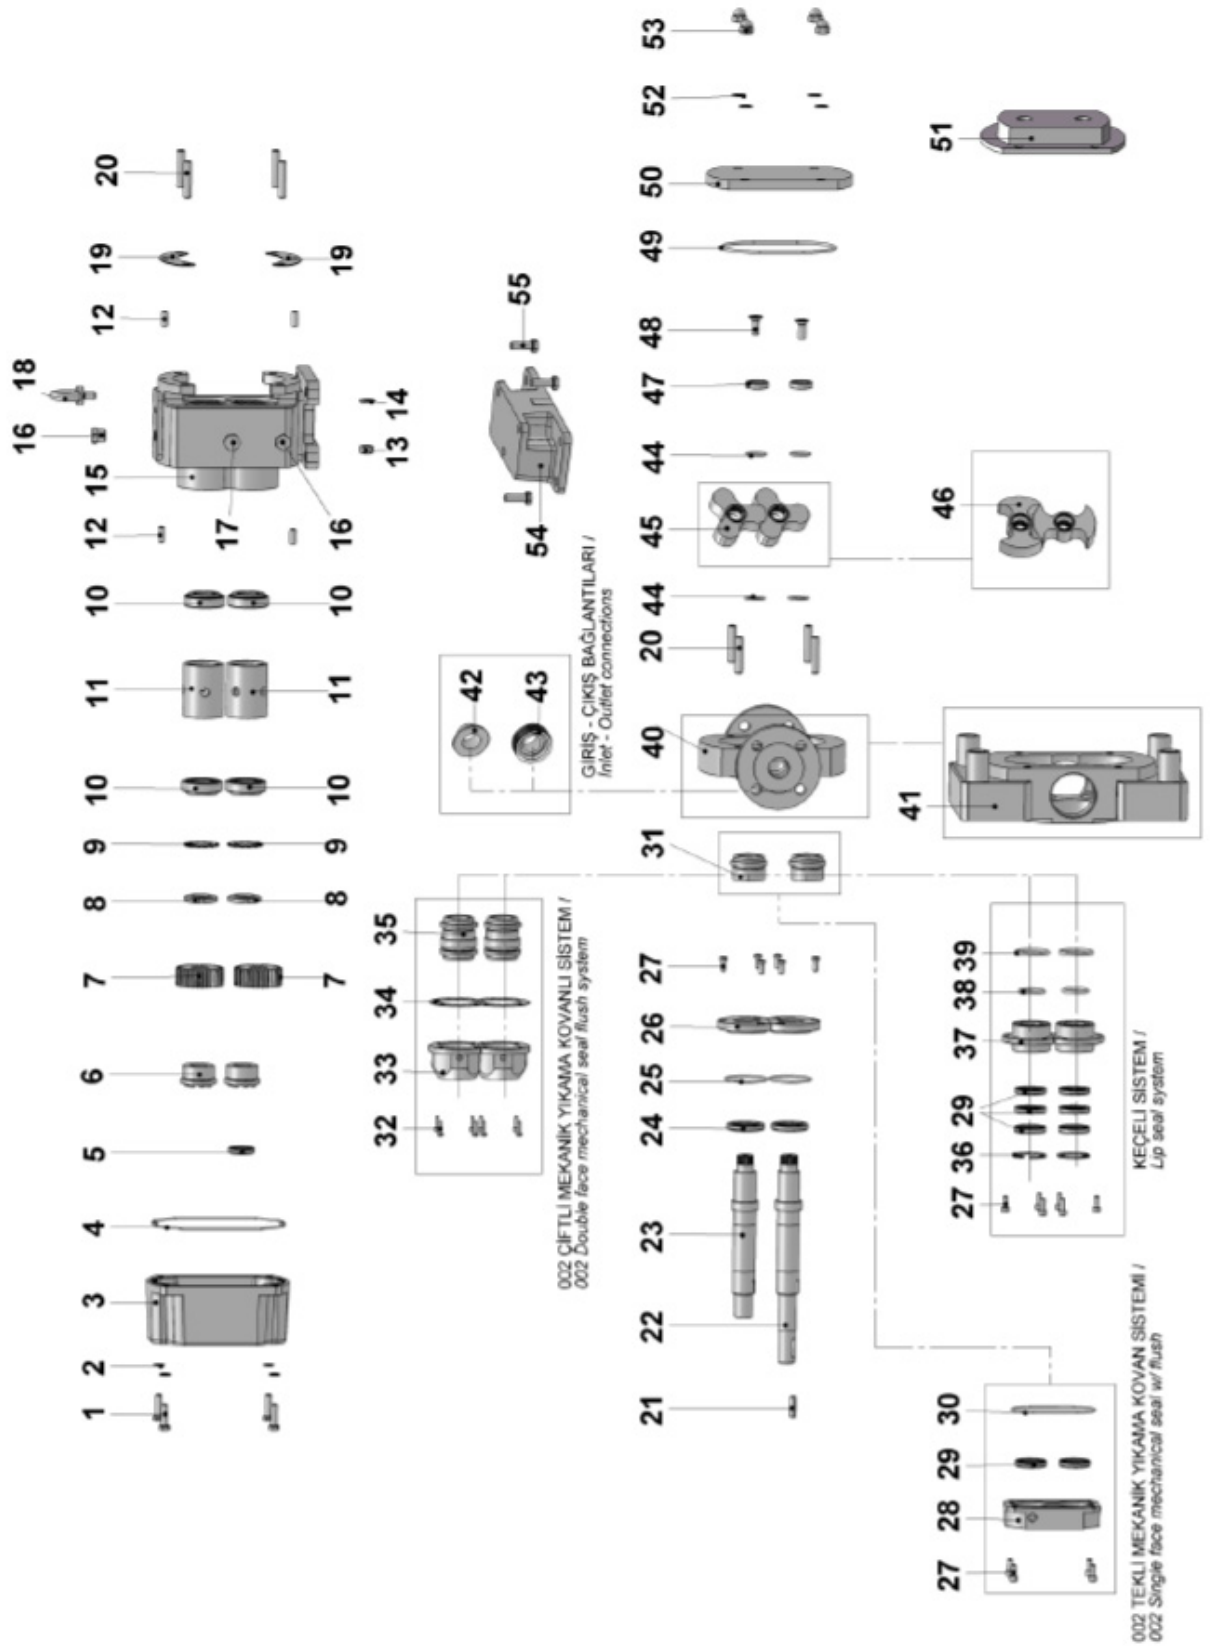 16 18
1 2 3 4 5 6 7 8 9 10 11 10 12 15 12 19 20
17
7 8 9 10 11 10 16 19
13 14
32 33 34 35
42
43
54 55
002 ÇİFTLİ MEKANİK YIKAMA KOVANLI SİSTEM /
002 Double face mechanical seal flush system
GİRİŞ - ÇIKIŞ BAĞLANTILARI /
Inlet - Outlet connections
21 22 23 24 25 26 27 31 40 20 44 45 44 47 48 49 50 52 53
41 46 51
27 28 29 30
27 36 29 37 38 39
002 TEKLİ MEKANİK YIKAMA KOVAN SİSTEMİ /
002 Single face mechanical seal w/ flush
KEÇELİ SİSTEM /
Lip seal system